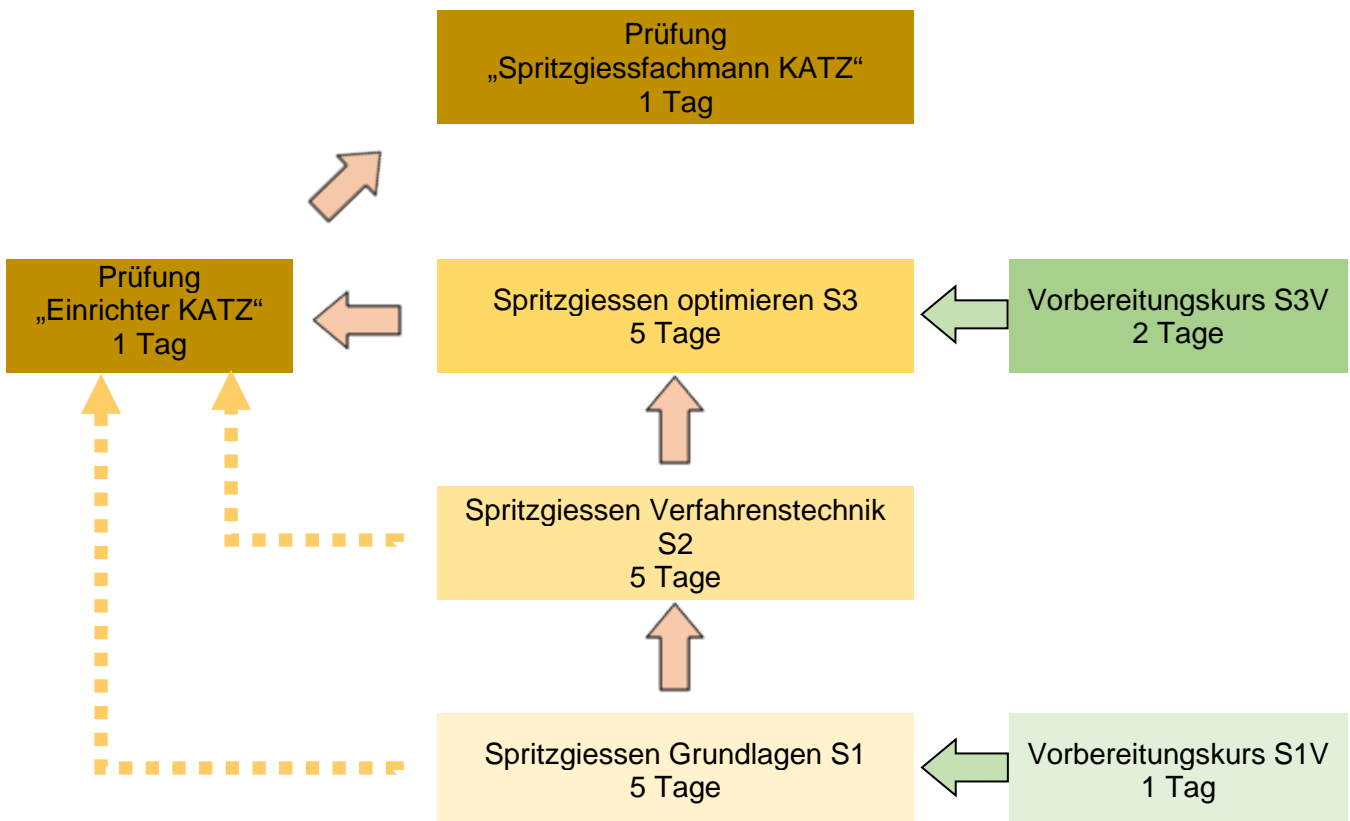 Prüfung
„Spritzgiessfachmann KATZ“
1 Tag
Prüfung
„Einrichter KATZ“
1 Tag
Spritzgiessen optimieren S3
5 Tage
Vorbereitungskurs S3V
2 Tage
Spritzgiessen Verfahrenstechnik
S2
5 Tage
Spritzgiessen Grundlagen S1
5 Tage
Vorbereitungskurs S1V
1 Tag